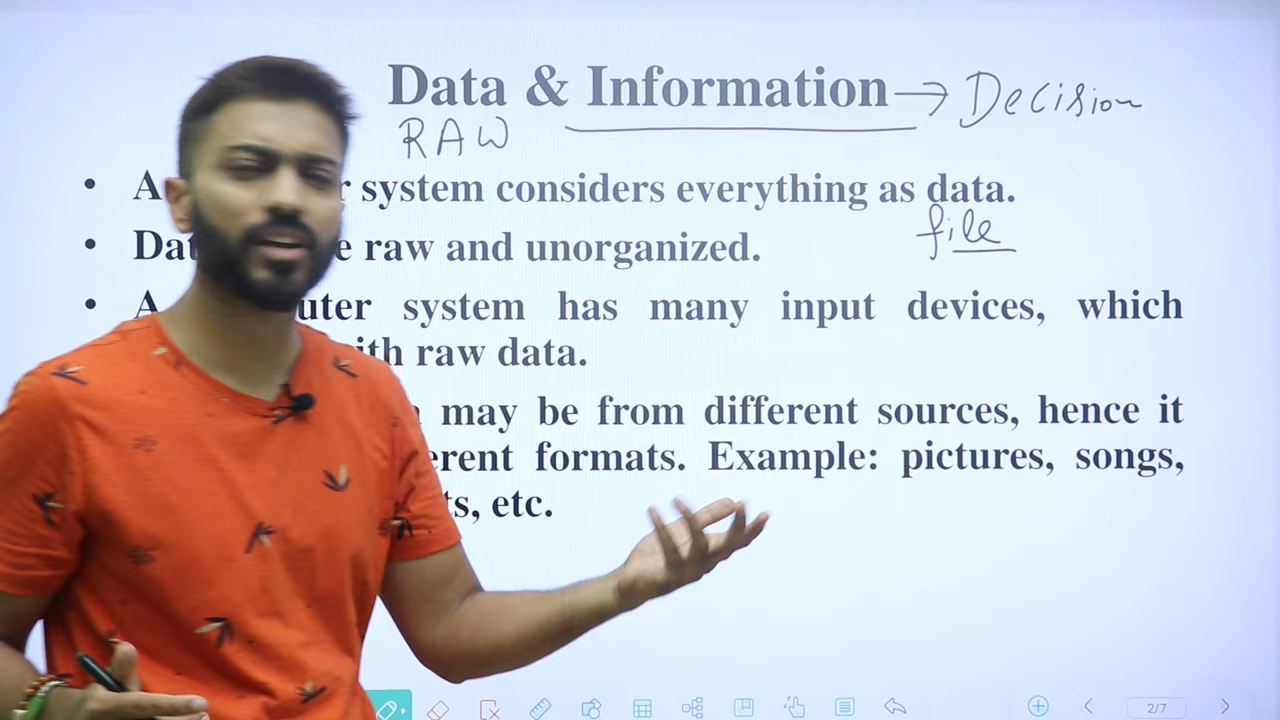 Data & Information → Decision
RAW
• A system considers everything as data.
file
• Dat e raw and unorganized.
• A uter system has many input devices, which
ith raw data.
may be from different sources, hence it
erent formats. Example: pictures, songs,
ts, etc.
2/7